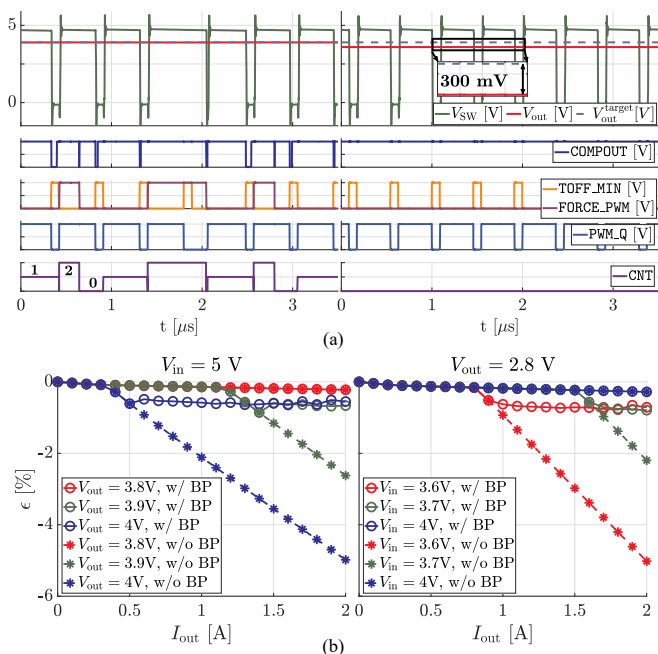 5
0
300 mV
V_SW [V] V_out [V] V_out^target [V]
COMPOUT [V]
TOFF_MIN [V]
FORCE_PWM [V]
PWM_Q [V]
1 2 0
CNT
0 1 2 3 0 1 2 3
t [μs] t [μs]
(a)
V_in = 5 V V_out = 2.8 V
0
-2
-4
-6
ϵ [%]
V_out = 3.8V, w/ BP
V_out = 3.9V, w/ BP
V_out = 4V, w/ BP
V_out = 3.8V, w/o BP
V_out = 3.9V, w/o BP
V_out = 4V, w/o BP
V_in = 3.6V, w/ BP
V_in = 3.7V, w/ BP
V_in = 4V, w/ BP
V_in = 3.6V, w/o BP
V_in = 3.7V, w/o BP
V_in = 4V, w/o BP
0 0.5 1 1.5 2 0 0.5 1 1.5 2
I_out [A] I_out [A]
(b)